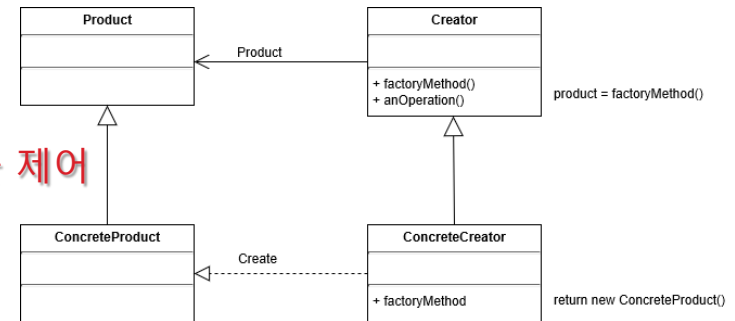 Product
Creator
Product
+ factoryMethod()
+ anOperation()
product = factoryMethod()
제어
ConcreteProduct
ConcreteCreator
Create
+ factoryMethod
return new ConcreteProduct()